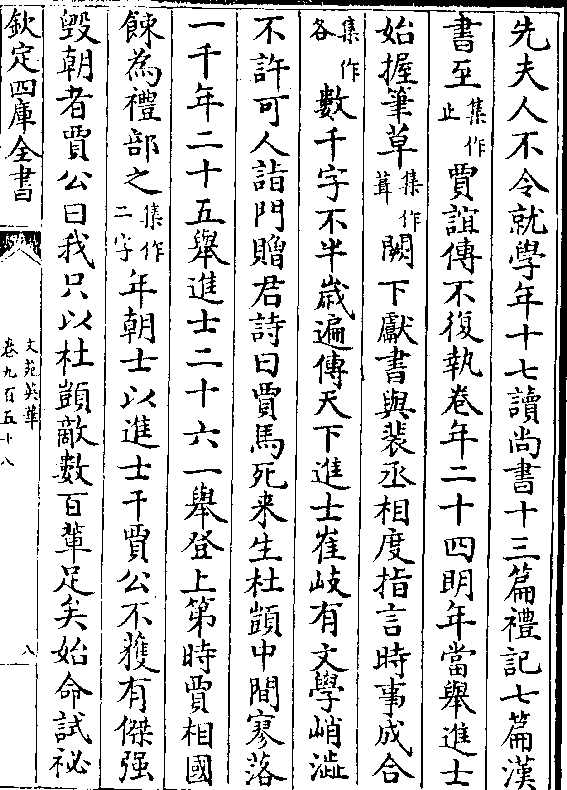 先夫人不令就學年十七讀尚書十三篇禮記七篇漢
書至集作止賈誼傳不復執卷年二十四明年當舉進士
始握筆草集作葺闕下獻書與裴丞相度指言時事成合
集作各數千字不半歲遍傳天下進士崔岐有文學峭澁
不許可人詣門贈君詩曰賈馬死来生杜顗中間寥落
一千年二十五舉進士二十六一舉登上第時賈相國
餗為禮部之集作二字年朝士以進士干賈公不獲有傑强
毀朝者賈公曰我只以杜顗敵數百輩足矣始命試祕
欽定四庫全書
文苑英華
卷九百五十八
八